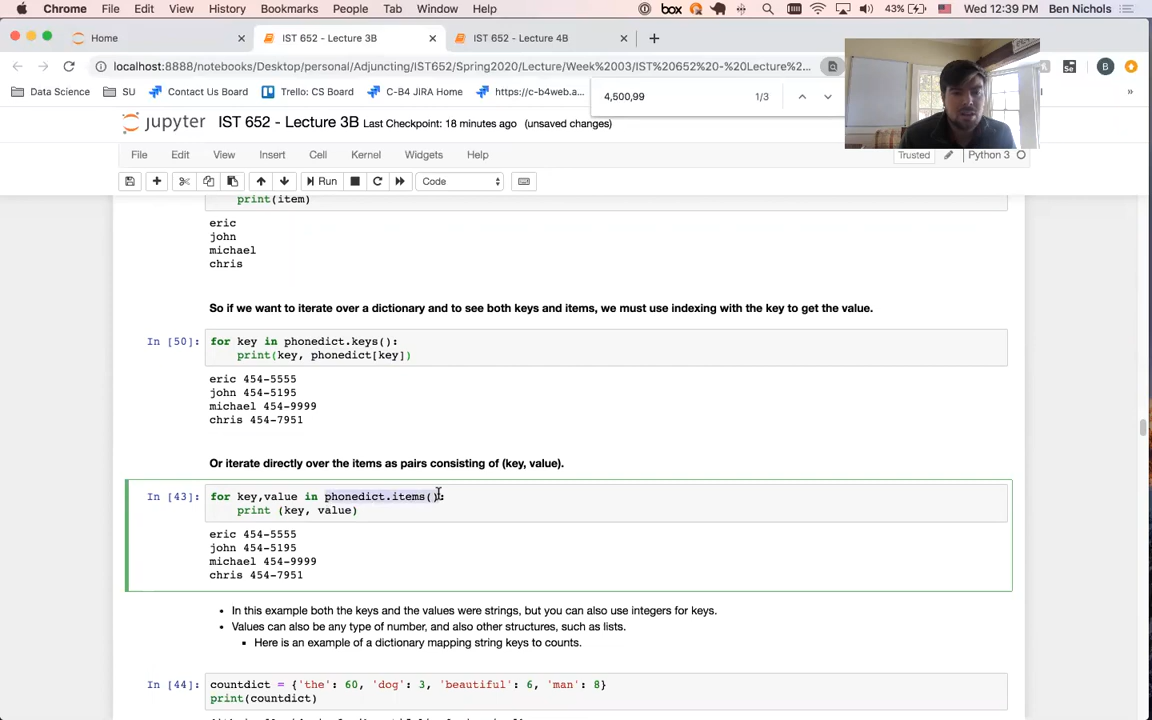 Chrome File Edit View History Bookmarks People Tab Window Help box 43% Wed 12:39 PM Ben Nichols
Home IST 652 - Lecture 3B IST 652 - Lecture 4B
localhost:8888/notebooks/Desktop/personal/Adjuncting/IST652/Spring2020/Lecture/Week%2003/IST%20652%20-%20Lecture%2... Se B
Data Science SU Contact Us Board Trello: CS Board C-B4 JIRA Home https://c-b4web.a... 4,500,99 1/3 »
jupyter IST 652 - Lecture 3B Last Checkpoint: 18 minutes ago (unsaved changes)
File Edit View Insert Cell Kernel Widgets Help Trusted Python 3
Run Code
print(item)
eric
john
michael
chris
So if we want to iterate over a dictionary and to see both keys and items, we must use indexing with the key to get the value.
In [50]: for key in phonedict.keys():
print(key, phonedict[key])
eric 454-5555
john 454-5195
michael 454-9999
chris 454-7951
Or iterate directly over the items as pairs consisting of (key, value).
In [43]: for key,value in phonedict.items():
print (key, value)
eric 454-5555
john 454-5195
michael 454-9999
chris 454-7951
• In this example both the keys and the values were strings, but you can also use integers for keys.
• Values can also be any type of number, and also other structures, such as lists.
▪ Here is an example of a dictionary mapping string keys to counts.
In [44]: countdict = {'the': 60, 'dog': 3, 'beautiful': 6, 'man': 8}
print(countdict)